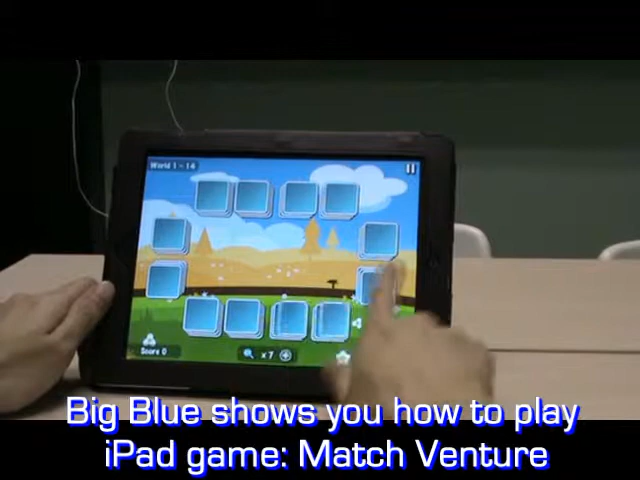 World 1 - 14
Score 0
x7
Big Blue shows you how to play
iPad game: Match Venture